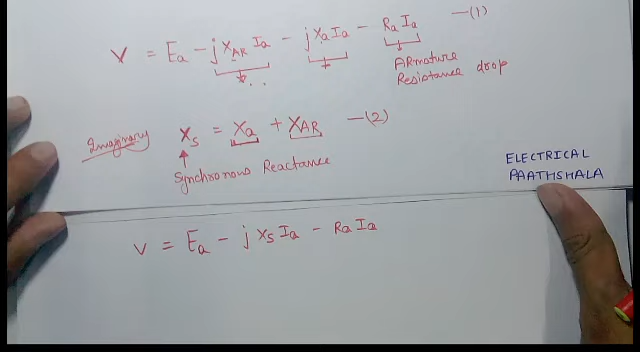 V = Ea - j XAR Ia - j Xa Ia - Ra Ia —(1)
ARmature
Resistance drop
Imaginary Xs = Xa + XAR —(2)
Synchronous Reactance
ELECTRICAL
PAATHSHALA
V = Ea - j Xs Ia - Ra Ia